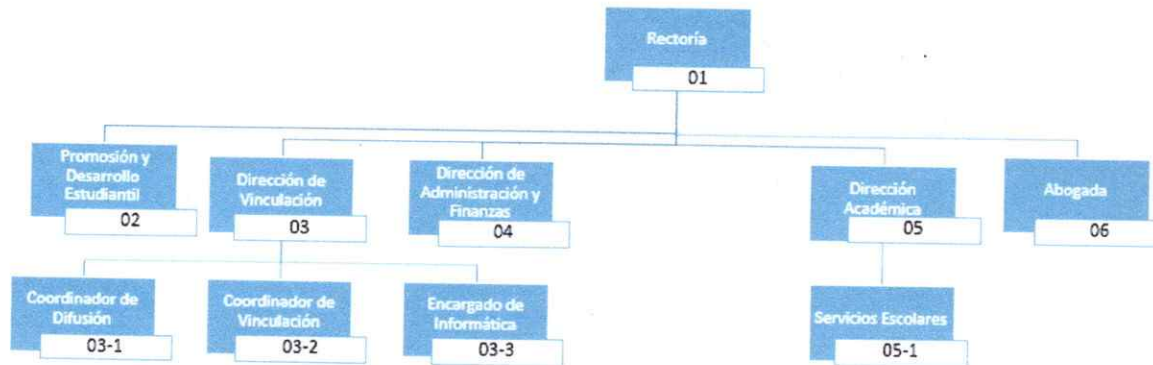 Rectoría
01
Promosión y
Desarrollo
Estudiantil
02
Dirección de
Vinculación
03
Dirección de
Administración y
Finanzas
04
Dirección
Académica
05
Abogada
06
Coordinador de
Difusión
03-1
Coordinador de
Vinculación
03-2
Encargado de
Informática
03-3
Servicios Escolares
05-1